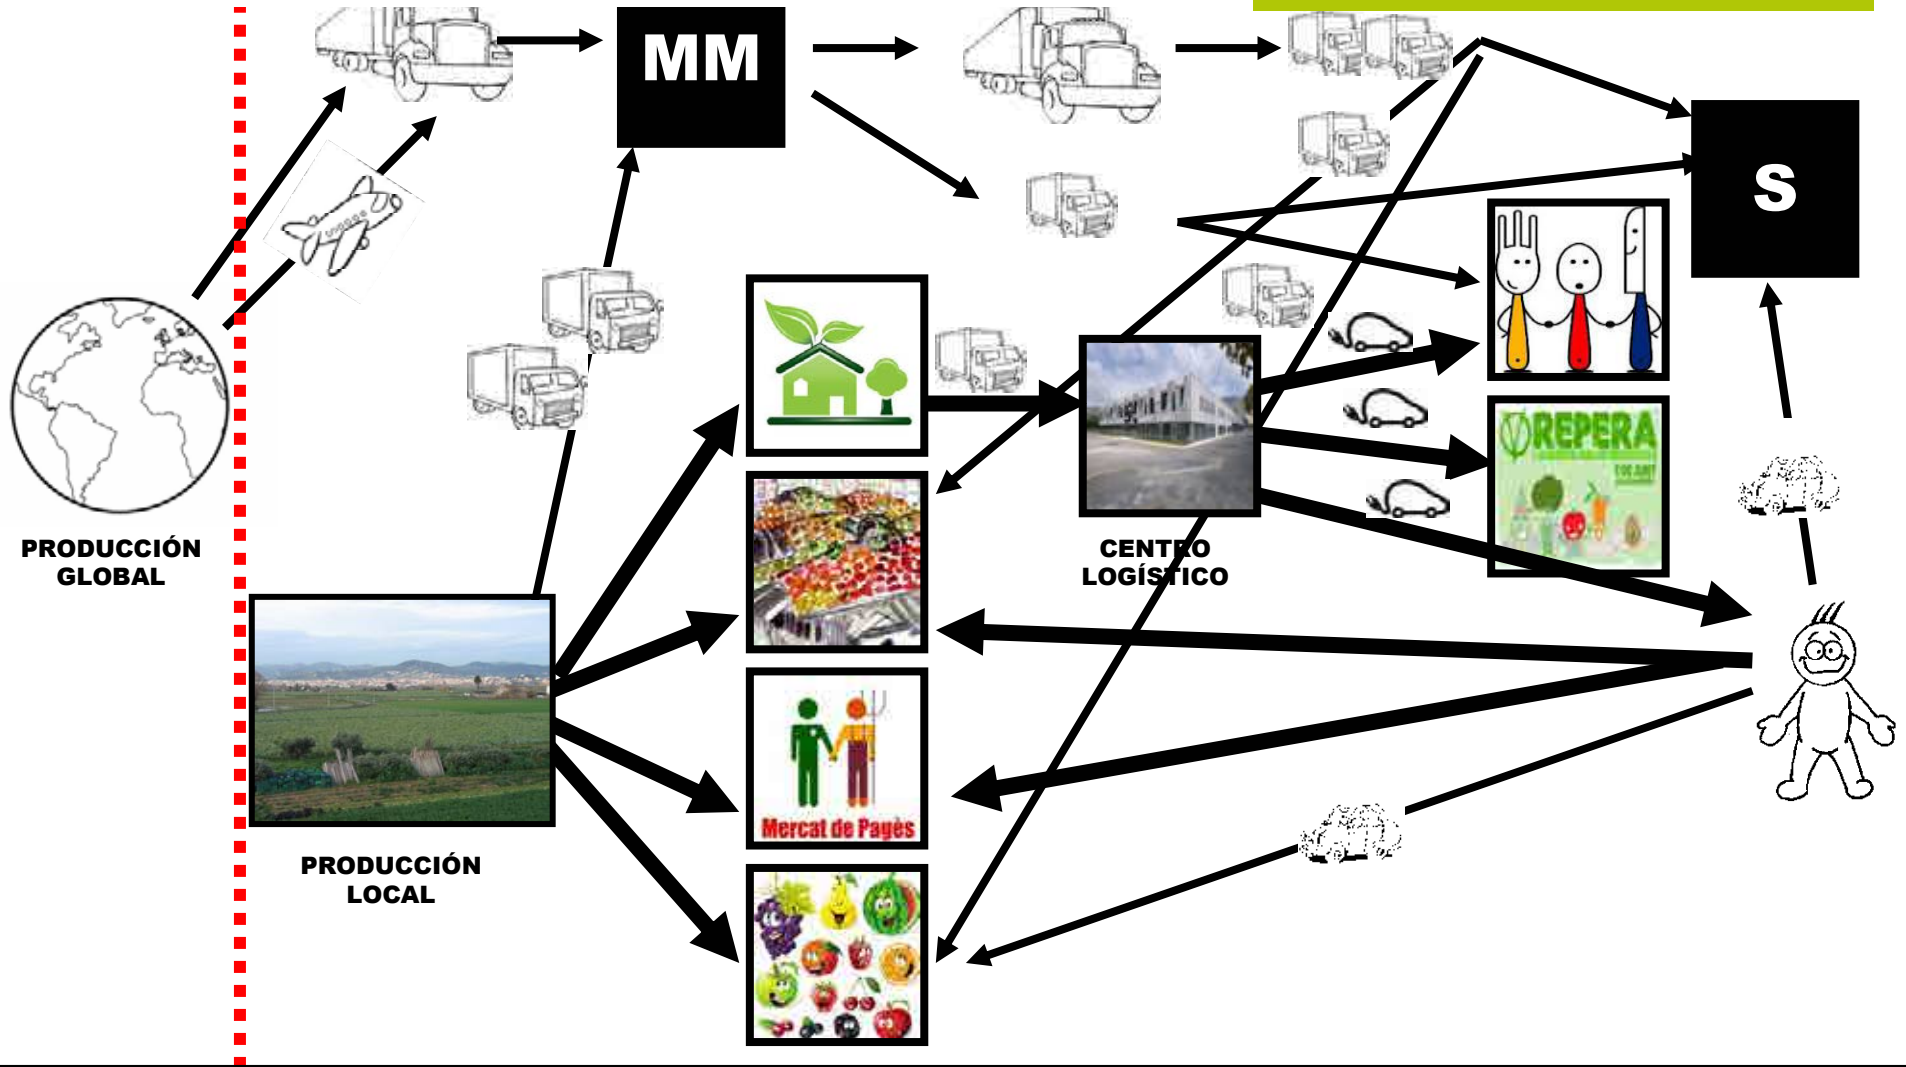 MM
S
REPERA
PRODUCCIÓN
GLOBAL
CENTRO
LOGÍSTICO
Mercat de Pagès
PRODUCCIÓN
LOCAL